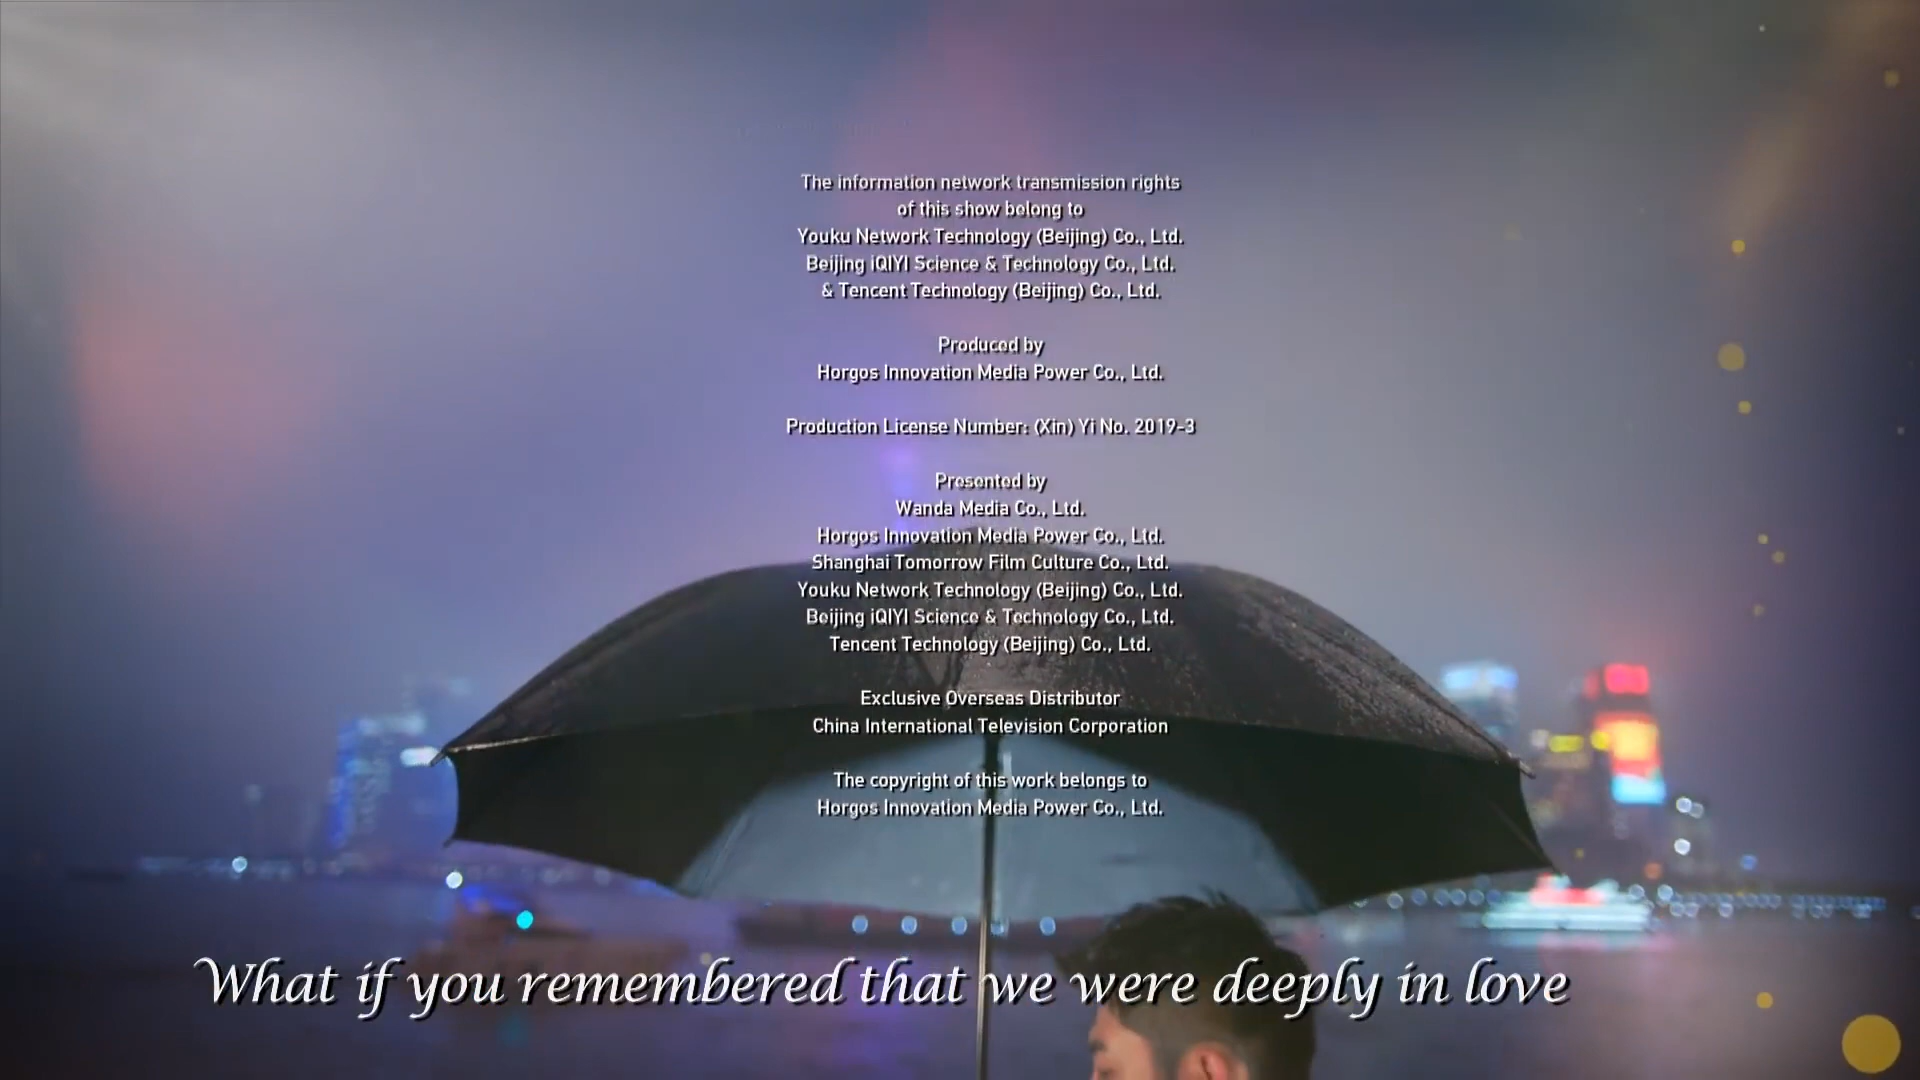 The information network transmission rights
of this show belong to
Youku Network Technology (Beijing) Co., Ltd.
Beijing iQIYI Science & Technology Co., Ltd.
& Tencent Technology (Beijing) Co., Ltd.
Produced by
Horgos Innovation Media Power Co., Ltd.
Production License Number: (Xin) Yi No. 2019-3
Presented by
Wanda Media Co., Ltd.
Horgos Innovation Media Power Co., Ltd.
Shanghai Tomorrow Film Culture Co., Ltd.
Youku Network Technology (Beijing) Co., Ltd.
Beijing iQIYI Science & Technology Co., Ltd.
Tencent Technology (Beijing) Co., Ltd.
Exclusive Overseas Distributor
China International Television Corporation
The copyright of this work belongs to
Horgos Innovation Media Power Co., Ltd.
What if you remembered that we were deeply in love